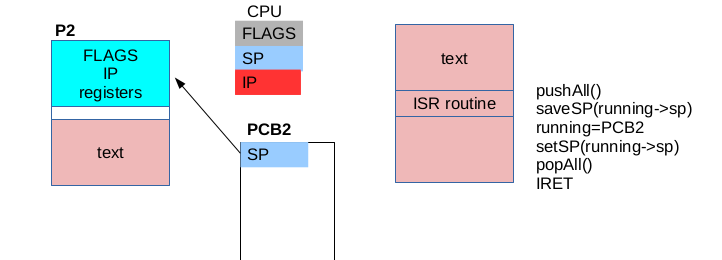 P2
FLAGS
IP
registers
text
CPU
FLAGS
SP
IP
PCB2
SP
text
ISR routine
pushAll()
saveSP(running->sp)
running=PCB2
setSP(running->sp)
popAll()
IRET